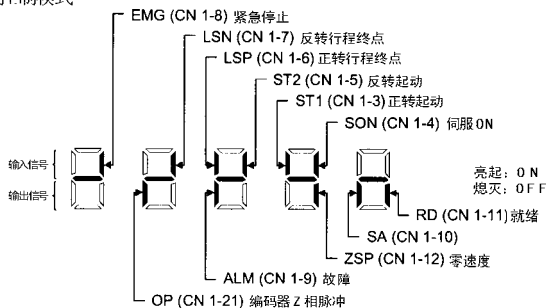 制模式
EMG (CN 1-8) 紧急停止
LSN (CN 1-7) 反转行程终点
LSP (CN 1-6) 正转行程终点
ST2 (CN 1-5) 反转起动
ST1 (CN 1-3) 正转起动
SON (CN 1-4) 伺服ON
输入信号
输出信号
亮起：ON
熄灭：OFF
RD (CN 1-11) 就绪
SA (CN 1-10)
ZSP (CN 1-12) 零速度
ALM (CN 1-9) 故障
OP (CN 1-21) 编码器Z相脉冲